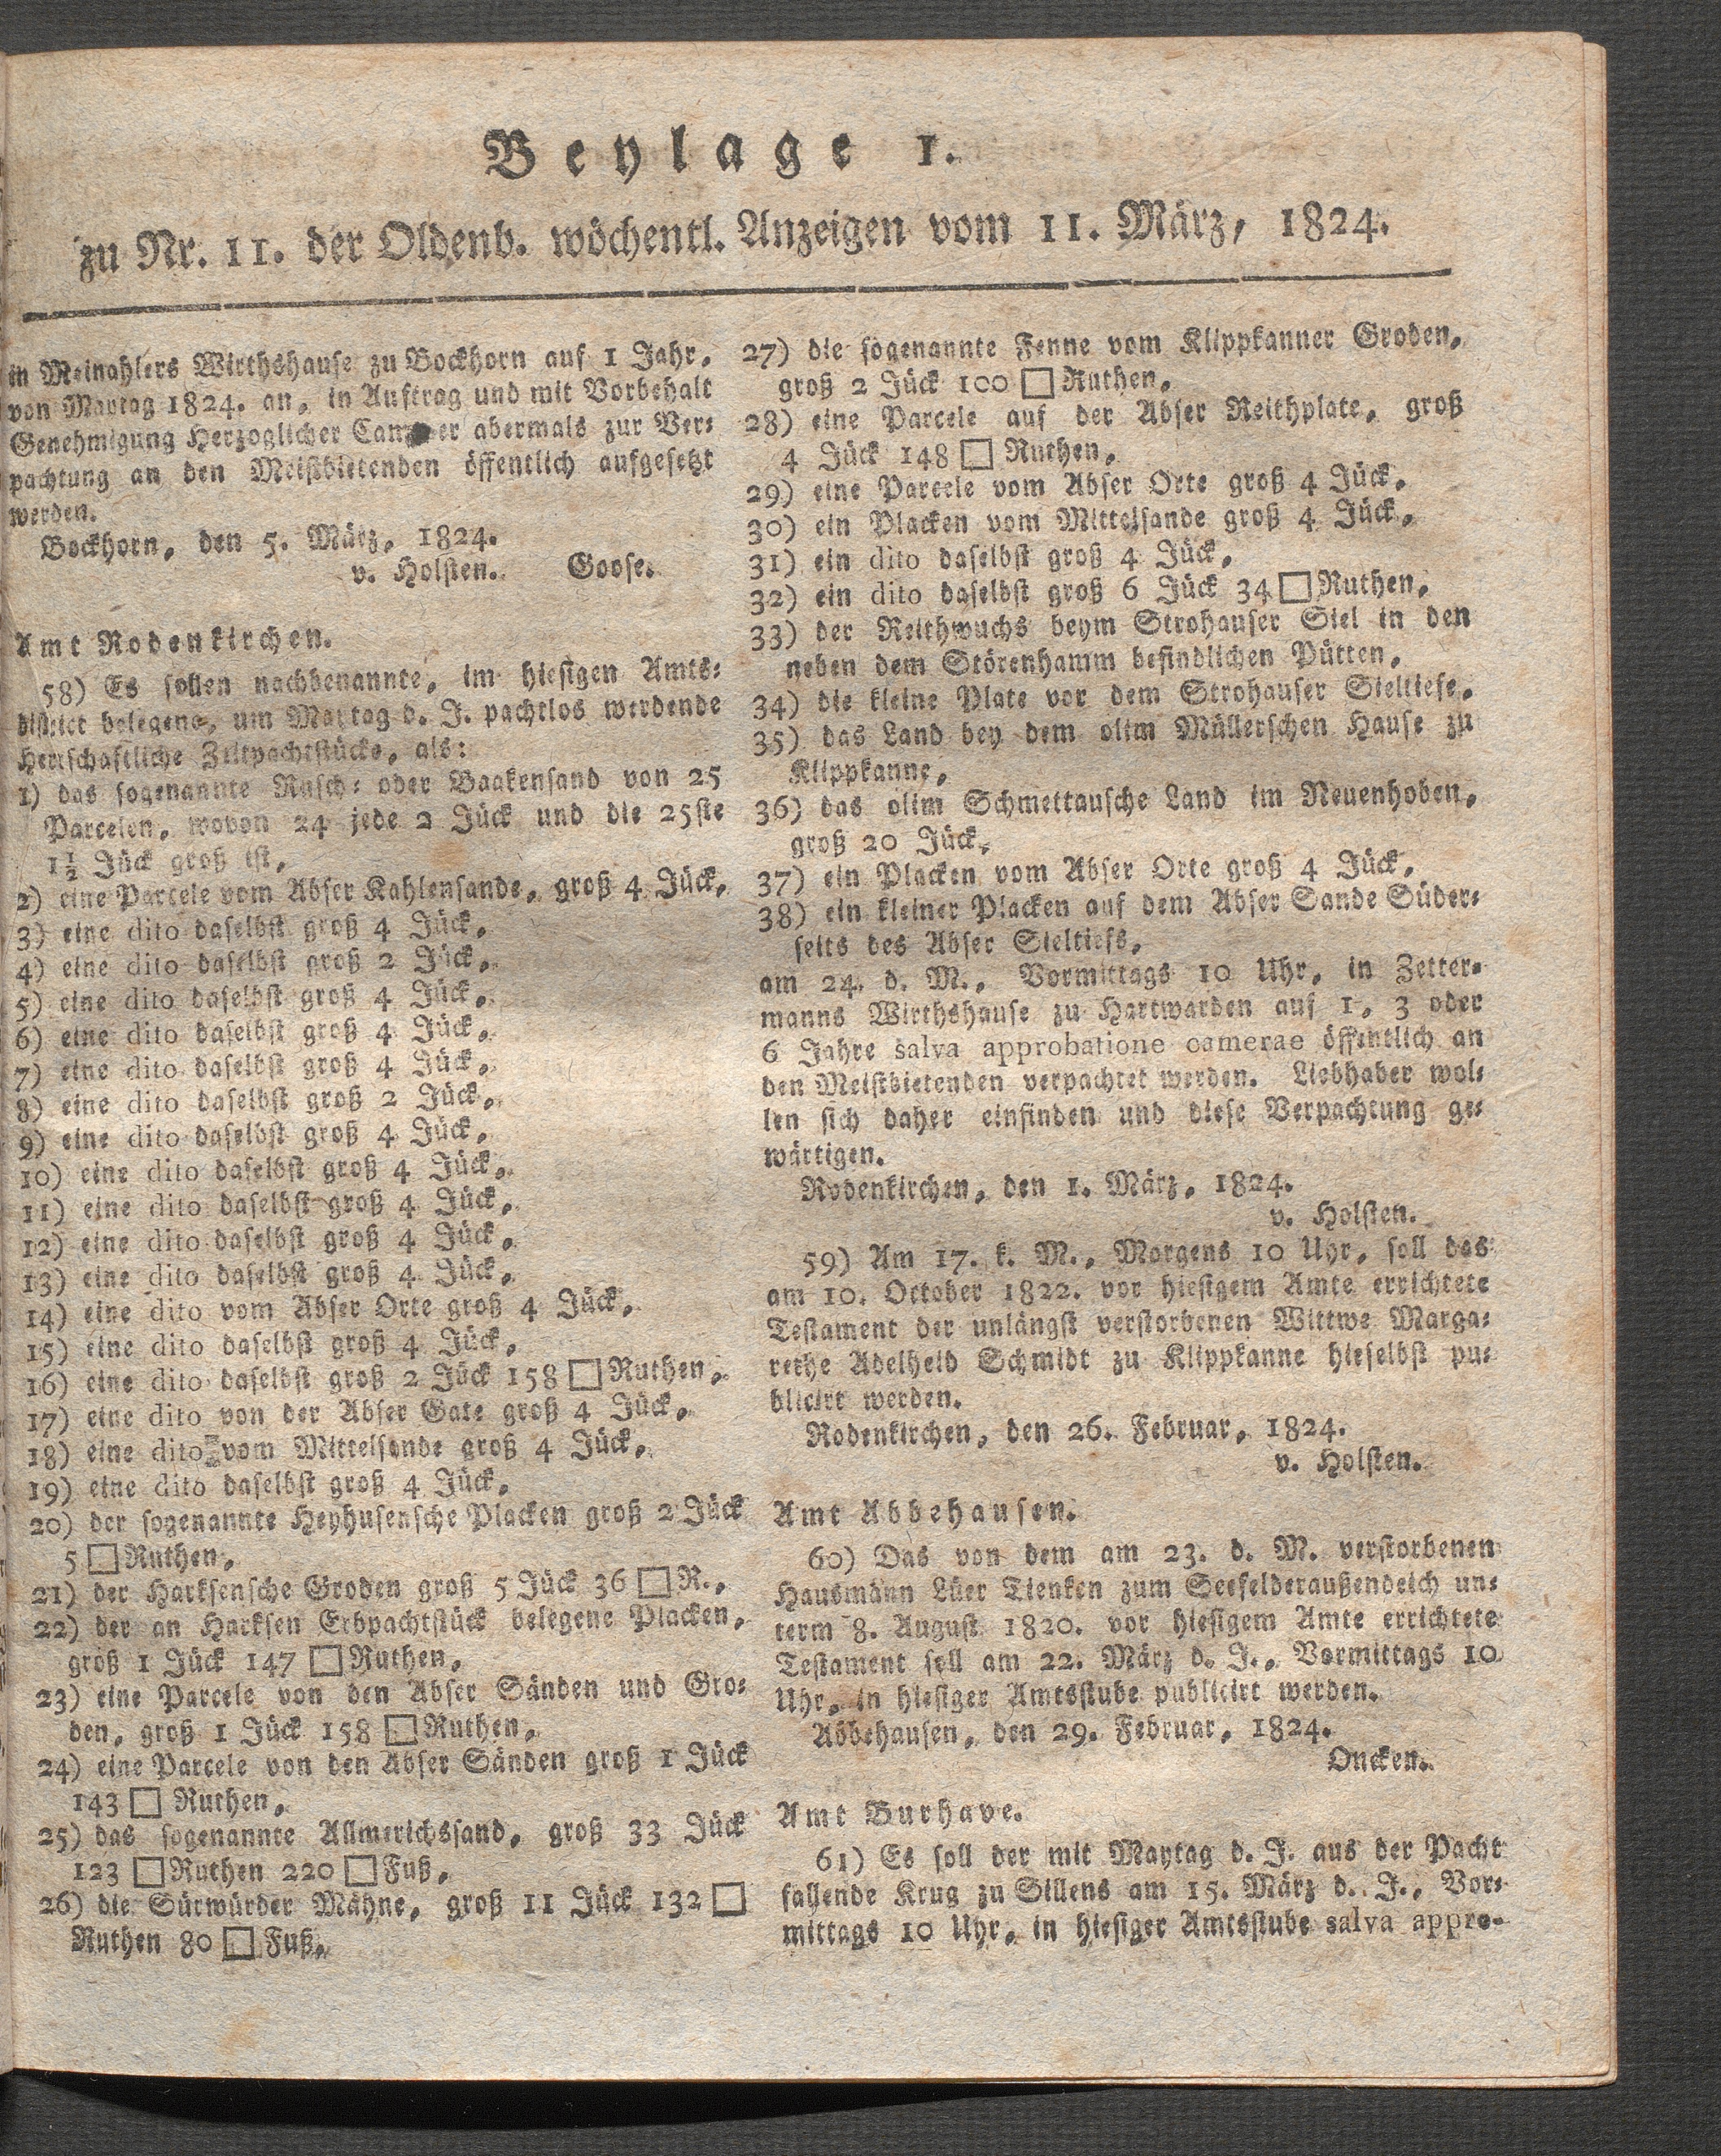 Beylage 1.
zu Nr. 11. der Oldenb. wöchentl. Anzeigen vom 11. März, 1824.
in Meinahlers Wirthshause zu Bockhorn auf 1 Jahr,
von Maytag 1824. an, in Auftrag und mit Vorbehalt
Genehmigung Herzoglicher Cammer abermals zur Ver⸗
pachtung an den Meistbietenden öffentlich aufgesetzt
werden.
Bockhorn, den 5. März, 1824.
v. Holsten. Goose.
Amt Rodenkirchen.
58) Es sollen nachbenannte, im hiesigen Amts⸗
district belegene, um Maytag d. J. pachtlos werdende
Herrschaftliche Zeitpachtstücke, als:
1) das sogenannte Rusch⸗ oder Baakensand von 25
Parcelen, wovon 24 jede 2 Jück und die 25ste
1½ Jück groß ist,
2) eine Parcele vom Abser Kahlensande, groß 4 Jück,
3) eine dito daselbst groß 4 Jück,
4) eine dito daselbst groß 2 Jück,
5) eine dito daselbst groß 4 Jück,
6) eine dito daselbst groß 4 Jück,
7) eine dito daselbst groß 4 Jück,
8) eine dito daselbst groß 2 Jück,
9) eine dito daselbst groß 4 Jück,
10) eine dito daselbst groß 4 Jück,
11) eine dito daselbst groß 4 Jück,
12) eine dito daselbst groß 4 Jück,
13) eine dito daselbst groß 4 Jück,
14) eine dito vom Abser Orte groß 4 Jück,
15) eine dito daselbst groß 4 Jück,
16) eine dito daselbst groß 2 Jück 158 □ Ruthen,
17) eine dito von der Abser Gate groß 4 Jück,
18) eine dito vom Mittelsande groß 4 Jück,
19) eine dito daselbst groß 4 Jück,
20) der sogenannte Heyhusensche Placken groß 2 Jück
5 □ Ruthen,
21) der Harksensche Groden groß 5 Jück 36 □ R.,
22) der an Harksen Erbpachtstück belegene Placken,
groß 1 Jück 147 □ Ruthen,
23) eine Parcele von den Abser Sänden und Gro⸗
den, groß 1 Jück 158 □ Ruthen,
24) eine Parcele von den Abser Sänden groß 1 Jück
143 □ Ruthen,
25) das sogenannte Allmerichssand, groß 33 Jück
123 □ Ruthen 220 □ Fuß,
26) die Sürwürder Mähne, groß 11 Jück 132 □
Ruthen 80 □ Fuß,
27) die sogenannte Fenne vom Klippkanner Groden,
groß 2 Jück 100 □ Ruthen,
28) eine Parcele auf der Abser Reithplate, groß
4 Jück 148 □ Ruthen,
29) eine Parcele vom Abser Orte groß 4 Jück,
30) ein Placken vom Mittelsande groß 4 Jück,
31) ein dito daselbst groß 4 Jück,
32) ein dito daselbst groß 6 Jück 34 □ Ruthen,
33) der Reithwuchs beym Strohauser Siel in den
neben dem Störenhamm befindlichen Pütten,
34) die kleine Plate vor dem Strohauser Sieltiefe,
35) das Land bey dem olim Müllerschen Hause zu
Klippkanne,
36) das olim Schmettausche Land im Neuenhoben,
groß 20 Jück,
37) ein Placken vom Abser Orte groß 4 Jück,
38) ein kleiner Placken auf dem Abser Sande Süder⸗
seits des Abser Sieltiefs,
am 24. d. M., Vormittags 10 Uhr, in Zetter⸗
manns Wirthshause zu Hartwarden auf 1, 3 oder
6 Jahre salva approbatione camerae öffentlich an
den Meistbietenden verpachtet werden. Liebhaber wol⸗
len sich daher einfinden und diese Verpachtung ge⸗
wärtigen.
Rodenkirchen, den 1. März, 1824.
v. Holsten.
59) Am 17. k. M., Morgens 10 Uhr, soll das
am 10. October 1822. vor hiesigem Amte errichtete
Testament der unlängst verstorbenen Wittwe Marga⸗
rethe Adelheid Schmidt zu Klippkanne hieselbst pu⸗
blicirt werden.
Rodenkirchen, den 26. Februar, 1824.
v. Holsten.
Amt Abbehausen.
60) Das von dem am 23. d. M. verstorbenen
Hausmann Lüer Tienken zum Seefelderaußendeich un⸗
term 8. August 1820. vor hiesigem Amte errichtete
Testament soll am 22. März d. J., Vormittags 10
Uhr, in hiesiger Amtsstube publicirt werden.
Abbehausen, den 29. Februar, 1824.
Oncken.
Amt Burhave.
61) Es soll der mit Maytag d. J. aus der Pacht
fallende Krug zu Sillens am 15. März d. J., Vor⸗
mittags 10 Uhr, in hiesiger Amtsstube salva appro-